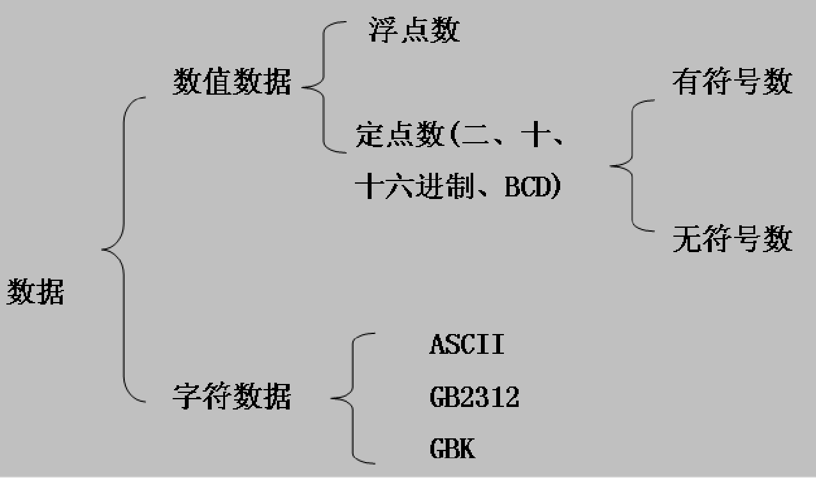 浮点数
数值数据
有符号数
定点数(二、十、
十六进制、BCD)
无符号数
数据
ASCII
字符数据
GB2312
GBK